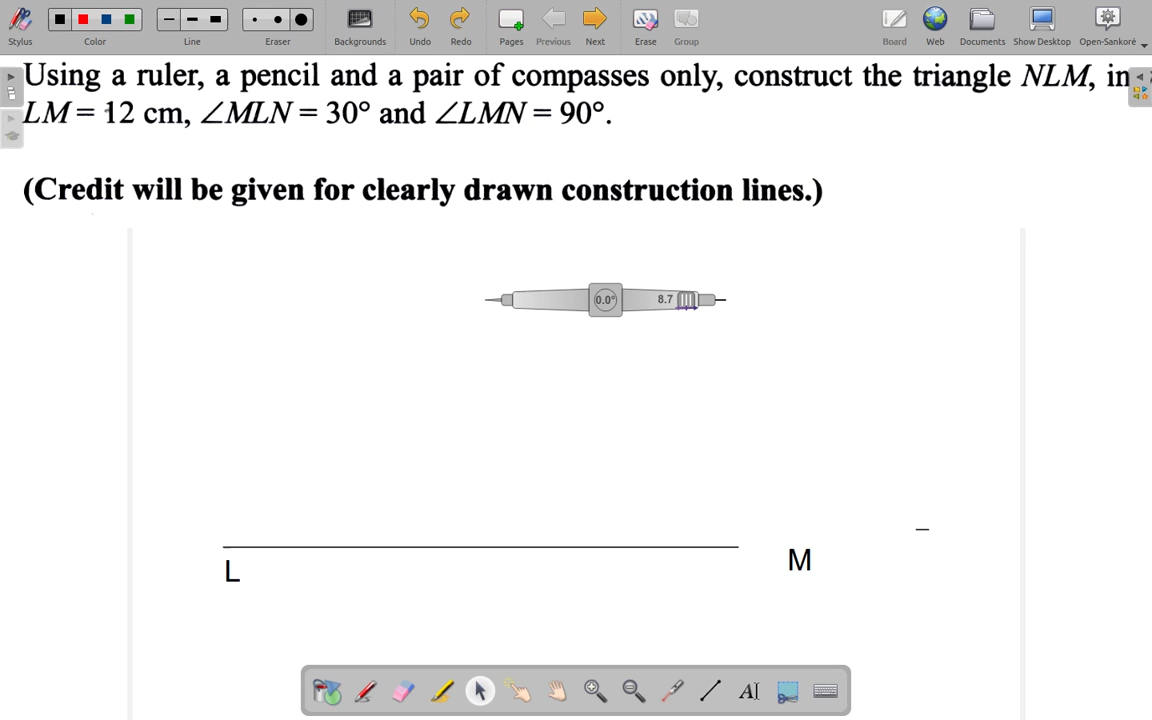 Stylus Color Line Eraser Backgrounds Undo Redo Pages Previous Next Erase Group Board Web Documents Show Desktop Open-Sankoré
Using a ruler, a pencil and a pair of compasses only, construct the triangle NLM, in
LM = 12 cm, ∠MLN = 30° and ∠LMN = 90°.
(Credit will be given for clearly drawn construction lines.)
0.0° 8.7
M
L
AI